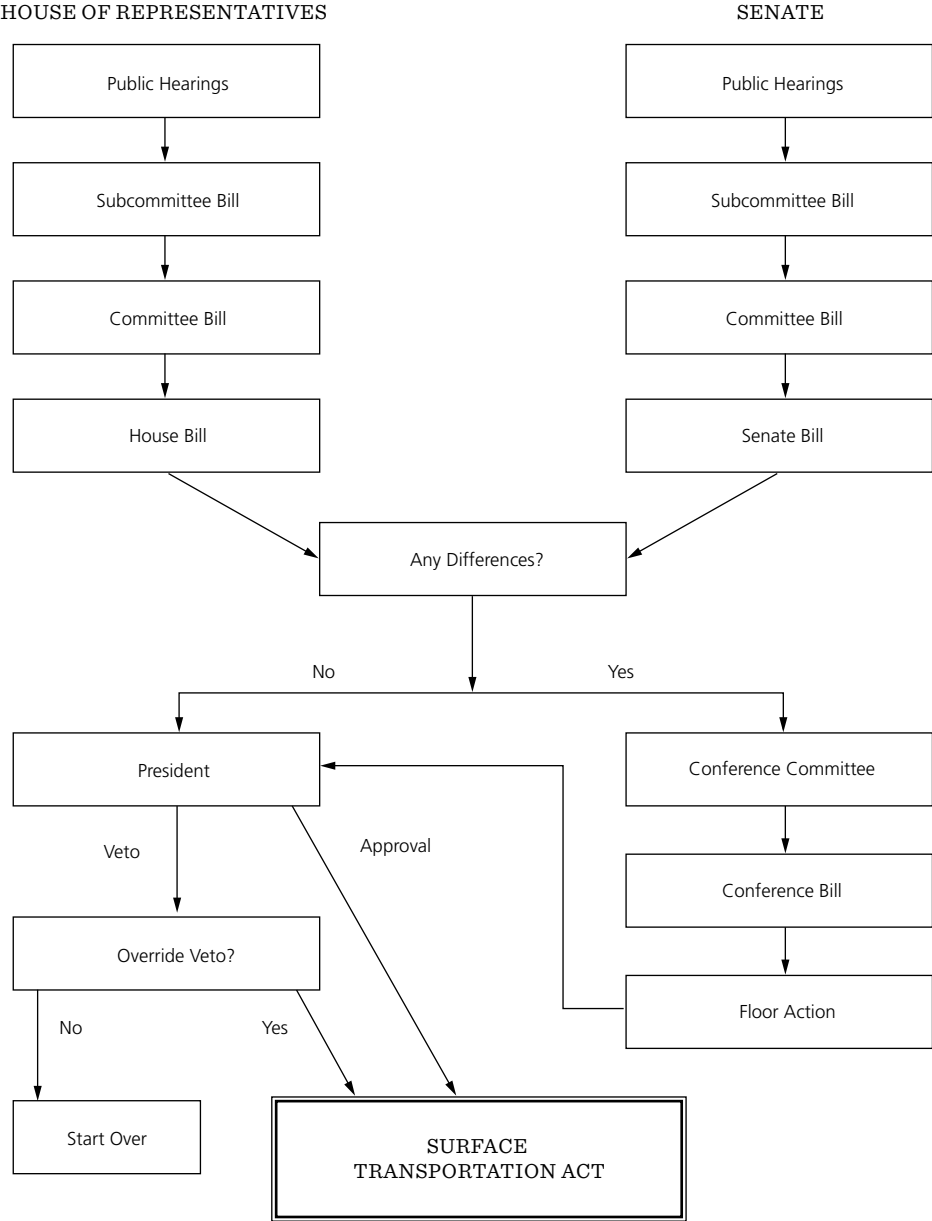 HOUSE OF REPRESENTATIVES
SENATE
Public Hearings
Public Hearings
Subcommittee Bill
Subcommittee Bill
Committee Bill
Committee Bill
House Bill
Senate Bill
Any Differences?
No
Yes
President
Conference Committee
Veto
Approval
Conference Bill
Override Veto?
Floor Action
No
Yes
Start Over
SURFACE
TRANSPORTATION ACT